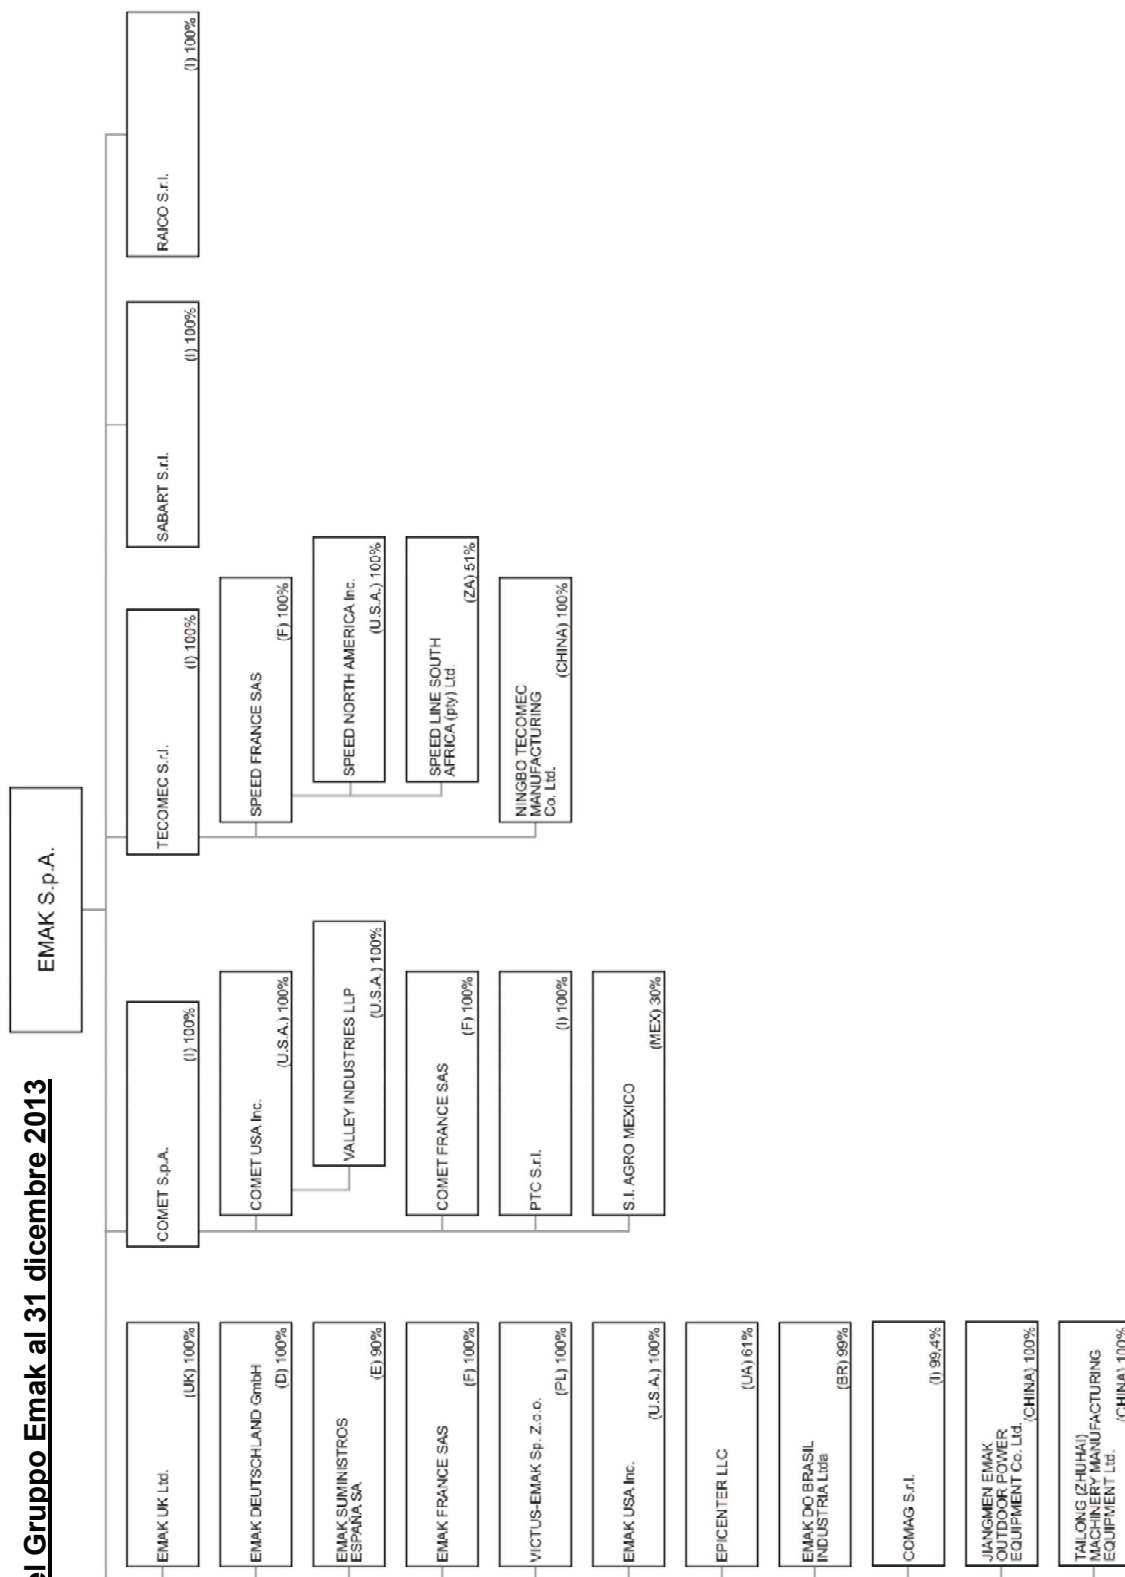 el Gruppo Emak al 31 dicembre 2013
EMAK S.p.A.
EMAK UK Ltd.
(UK) 100%
EMAK DEUTSCHLAND GmbH
(D) 100%
EMAK SUMINISTROS
ESPAÑA SA
(E) 90%
EMAK FRANCE SAS
(F) 100%
VICTUS-EMAK Sp. Z.o.o.
(PL) 100%
EMAK USA Inc.
(U.S.A.) 100%
EPICENTER LLC
(UA) 61%
EMAK DO BRASIL
INDUSTRIA Ltda
(BR) 99%
COMAG S.r.l.
(I) 99,4%
JIANGMEN EMAK
OUTDOOR POWER
EQUIPMENT Co. Ltd.
(CHINA) 100%
TAILONG (ZHUHAI)
MACHINERY MANUFACTURING
EQUIPMENT Ltd.
(CHINA) 100%
COMET S.p.A.
(I) 100%
COMET USA Inc.
(U.S.A.) 100%
VALLEY INDUSTRIES LLP
(U.S.A.) 100%
COMET FRANCE SAS
(F) 100%
PTC S.r.l.
(I) 100%
S.I. AGRO MEXICO
(MEX) 30%
TECOMEC S.r.l.
(I) 100%
SPEED FRANCE SAS
(F) 100%
SPEED NORTH AMERICA Inc.
(U.S.A.) 100%
SPEED LINE SOUTH
AFRICA (pty) Ltd.
(ZA) 51%
NINGBO TECOMEC
MANUFACTURING
Co. Ltd.
(CHINA) 100%
SABART S.r.l.
(I) 100%
RAICO S.r.l.
(I) 100%